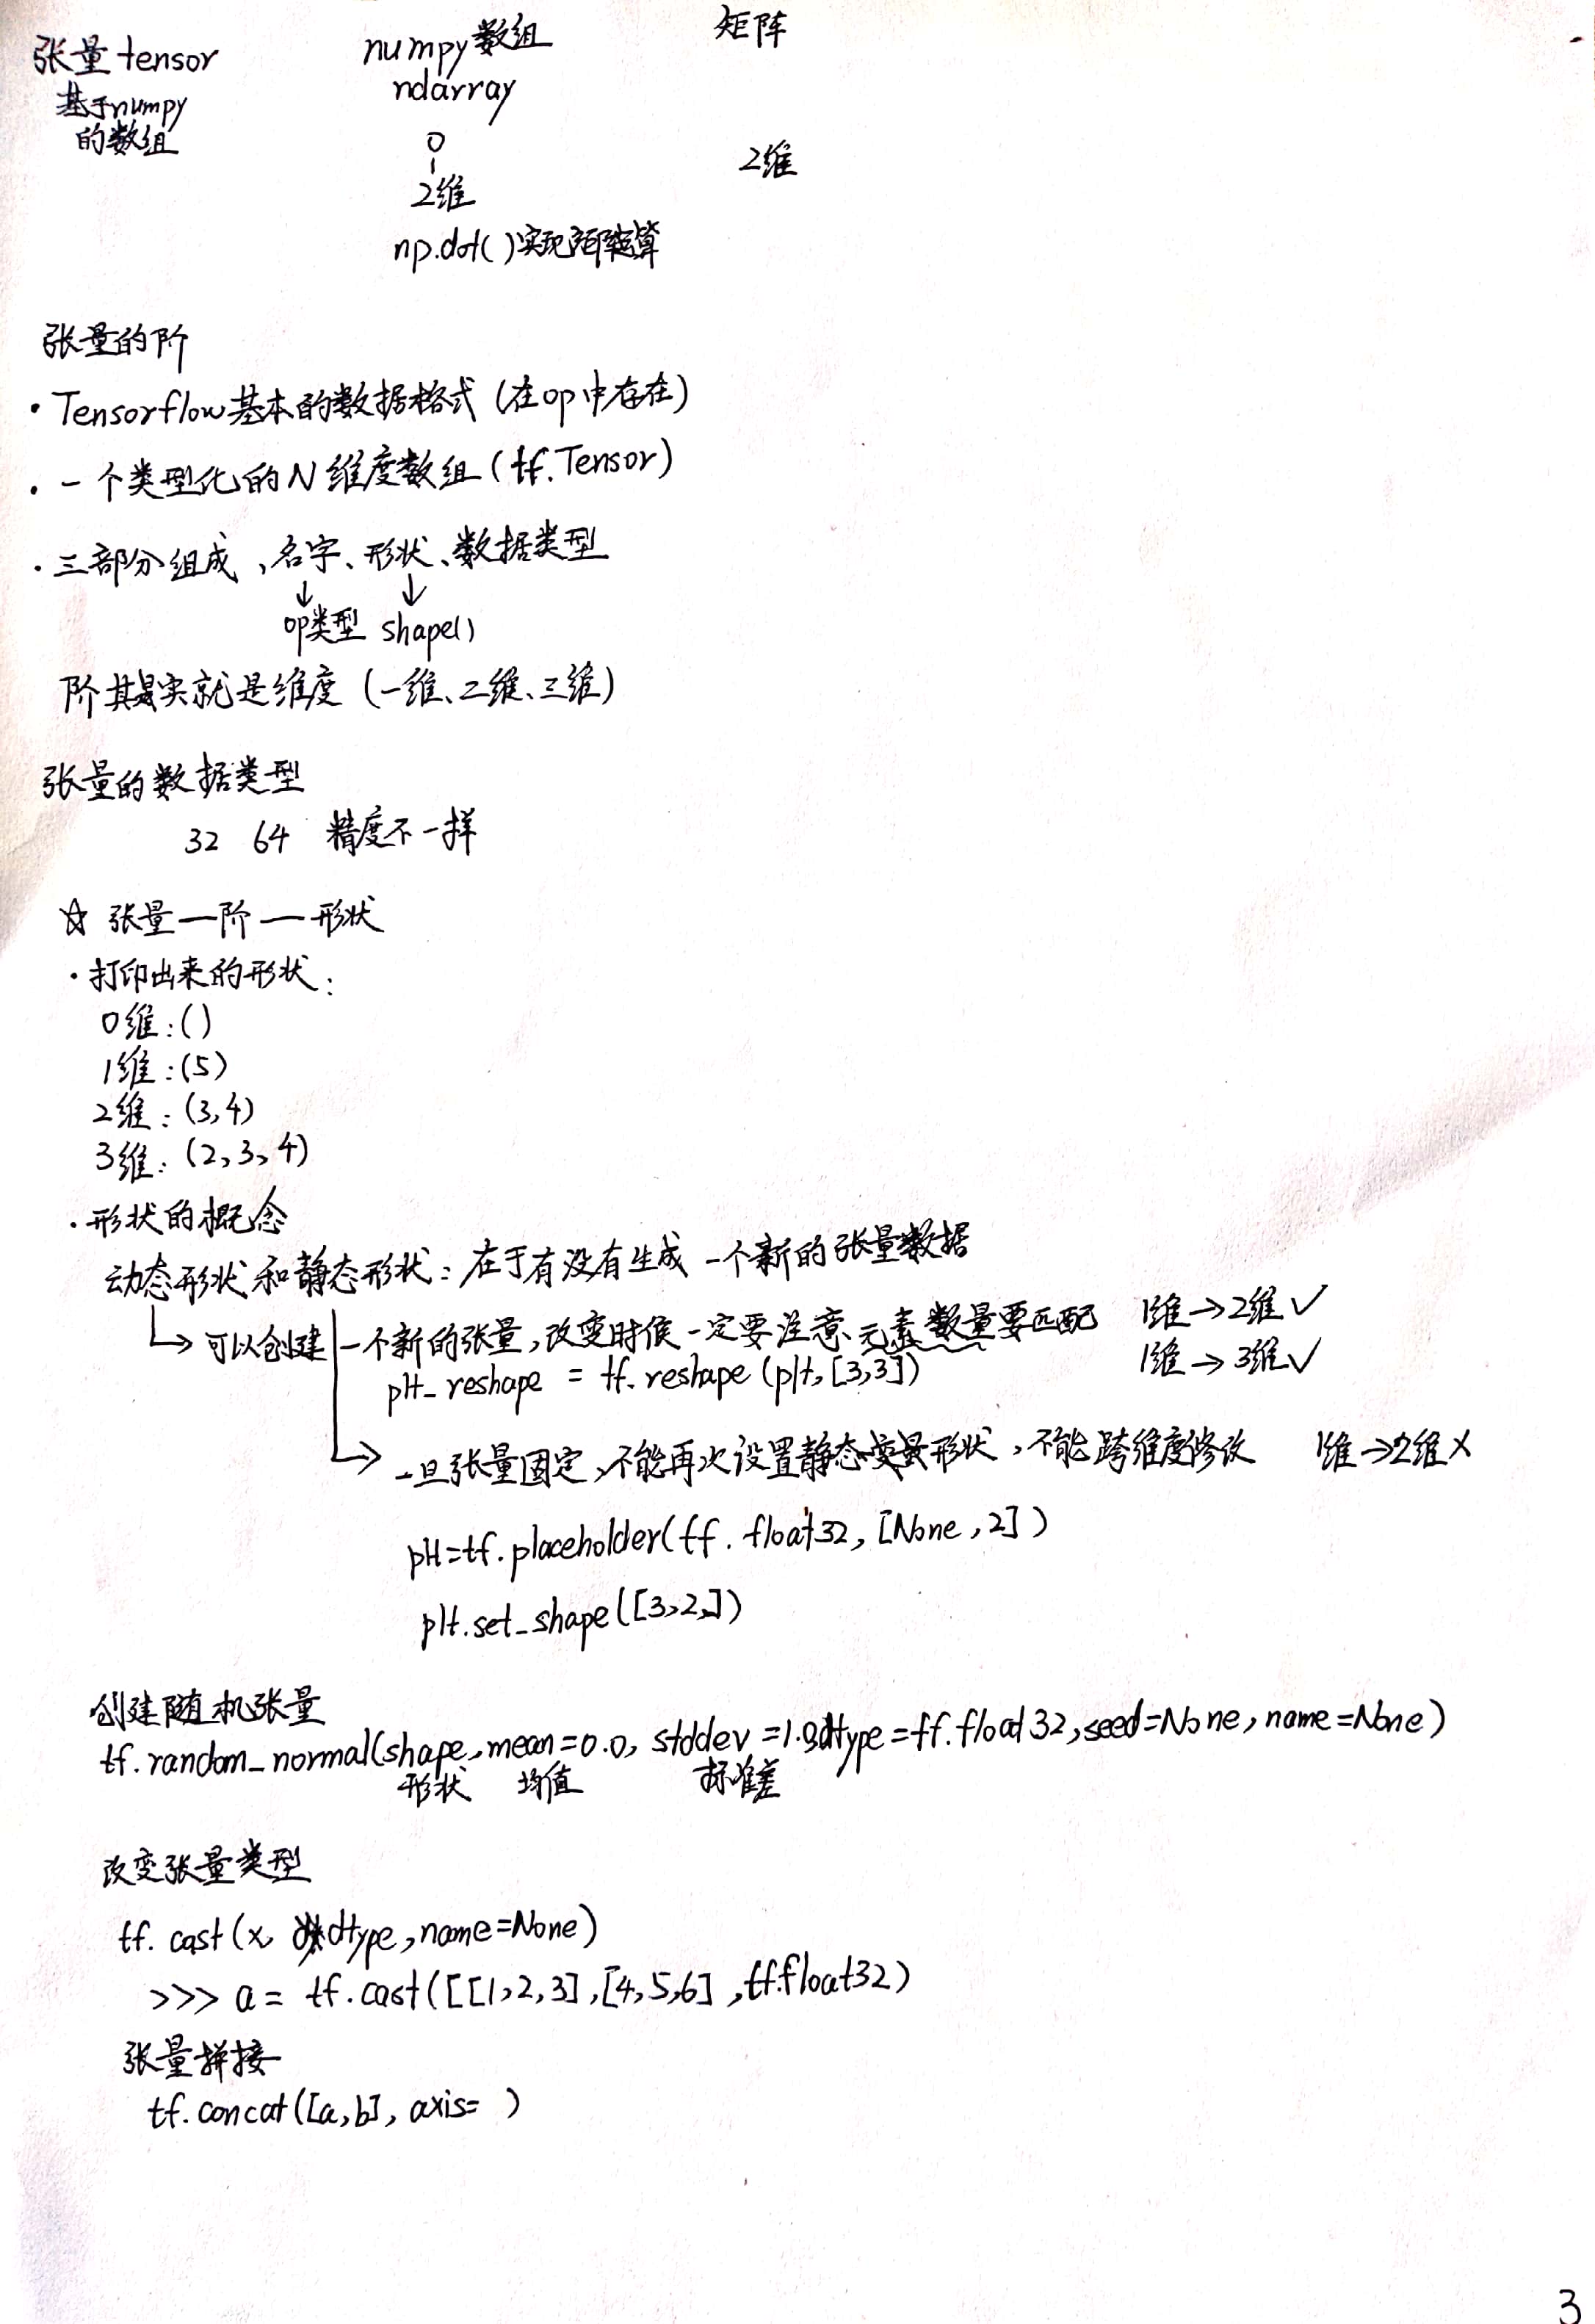 张量 tensor numpy数组 矩阵
基于numpy ndarray
的数组 0 2维
2维
np.dot()实现矩阵运算
张量的阶
· Tensorflow基本的数据格式 (在op中存在)
· 一个类型化的N维度数组 (tf.Tensor)
· 三部分组成、名字、形状、数据类型
↓ ↓
op类型 shape()
阶其实就是维度 (一维、二维、三维)
张量的数据类型
32 64 精度不一样
☆ 张量—阶—形状
· 打印出来的形状:
0维:()
1维:(5)
2维:(3,4)
3维:(2,3,4)
· 形状的概念
动态形状和静态形状:在于有没有生成一个新的张量数据
↳ 可以创建一个新的张量,改变时候一定要注意元素数量要匹配 1维→2维✓
plt_reshape = tf.reshape(plt,[3,3]) 1维→3维✓
↳ 一旦张量固定,不能再次设置静态形状,不能跨维度修改 1维→2维×
plt=tf.placeholder(tf.float32,[None,2])
plt.set_shape([3,2,])
创建随机张量
tf.random_normal(shape,mean=0.0,stddev=1.0,dtype=tf.float32,seed=None,name=None)
形状 均值 标准差
改变张量类型
tf.cast(x,dtype,name=None)
>>> a = tf.cast([[1,2,3],[4,5,6],tf.float32)
张量拼接
tf.concat([a,b],axis= )
3